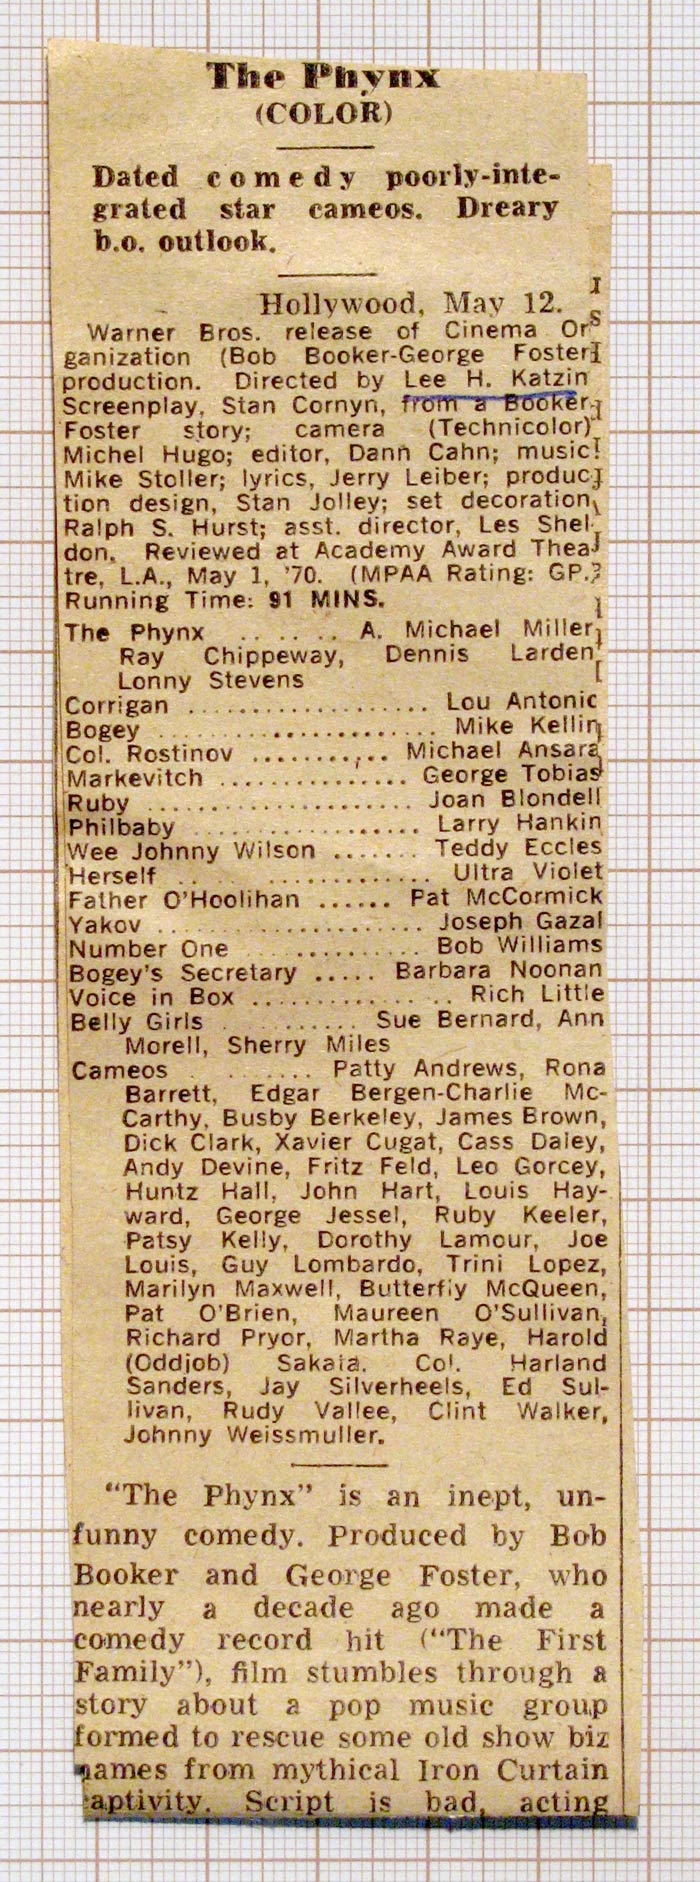 The Phynx
(COLOR)
Dated comedy poorly-inte-
grated star cameos. Dreary
b.o. outlook.
Hollywood, May 12.
Warner Bros. release of Cinema Or
ganization (Bob Booker-George Foster
production. Directed by Lee H. Katzin
Screenplay, Stan Cornyn, from a Booker
Foster story; camera (Technicolor)
Michel Hugo; editor, Dann Cahn; music
Mike Stoller; lyrics, Jerry Leiber; produc
tion design, Stan Jolley; set decoration
Ralph S. Hurst; asst. director, Les Shel
don. Reviewed at Academy Award Thea
tre, L.A., May 1, '70. (MPAA Rating: GP.
Running Time: 91 MINS.
The Phynx ...... A. Michael Miller
Ray Chippeway, Dennis Larden
Lonny Stevens
Corrigan .................. Lou Antonic
Bogey .................... Mike Kellin
Col. Rostinov .......... Michael Ansara
Markevitch .............. George Tobias
Ruby .................... Joan Blondell
Philbaby .................. Larry Hankin
Wee Johnny Wilson ....... Teddy Eccles
Herself .................... Ultra Violet
Father O'Hoolihan ...... Pat McCormick
Yakov .................... Joseph Gazal
Number One .......... Bob Williams
Bogey's Secretary ..... Barbara Noonan
Voice in Box ................ Rich Little
Belly Girls .......... Sue Bernard, Ann
Morell, Sherry Miles
Cameos ........ Patty Andrews, Rona
Barrett, Edgar Bergen-Charlie Mc-
Carthy, Busby Berkeley, James Brown,
Dick Clark, Xavier Cugat, Cass Daley,
Andy Devine, Fritz Feld, Leo Gorcey,
Huntz Hall, John Hart, Louis Hay-
ward, George Jessel, Ruby Keeler,
Patsy Kelly, Dorothy Lamour, Joe
Louis, Guy Lombardo, Trini Lopez,
Marilyn Maxwell, Butterfly McQueen,
Pat O'Brien, Maureen O'Sullivan,
Richard Pryor, Martha Raye, Harold
(Oddjob) Sakata. Col. Harland
Sanders, Jay Silverheels, Ed Sul-
livan, Rudy Vallee, Clint Walker,
Johnny Weissmuller.
"The Phynx" is an inept, un-
funny comedy. Produced by Bob
Booker and George Foster, who
nearly a decade ago made a
comedy record hit ("The First
Family"), film stumbles through a
story about a pop music group
formed to rescue some old show biz
names from mythical Iron Curtain
captivity. Script is bad, acting